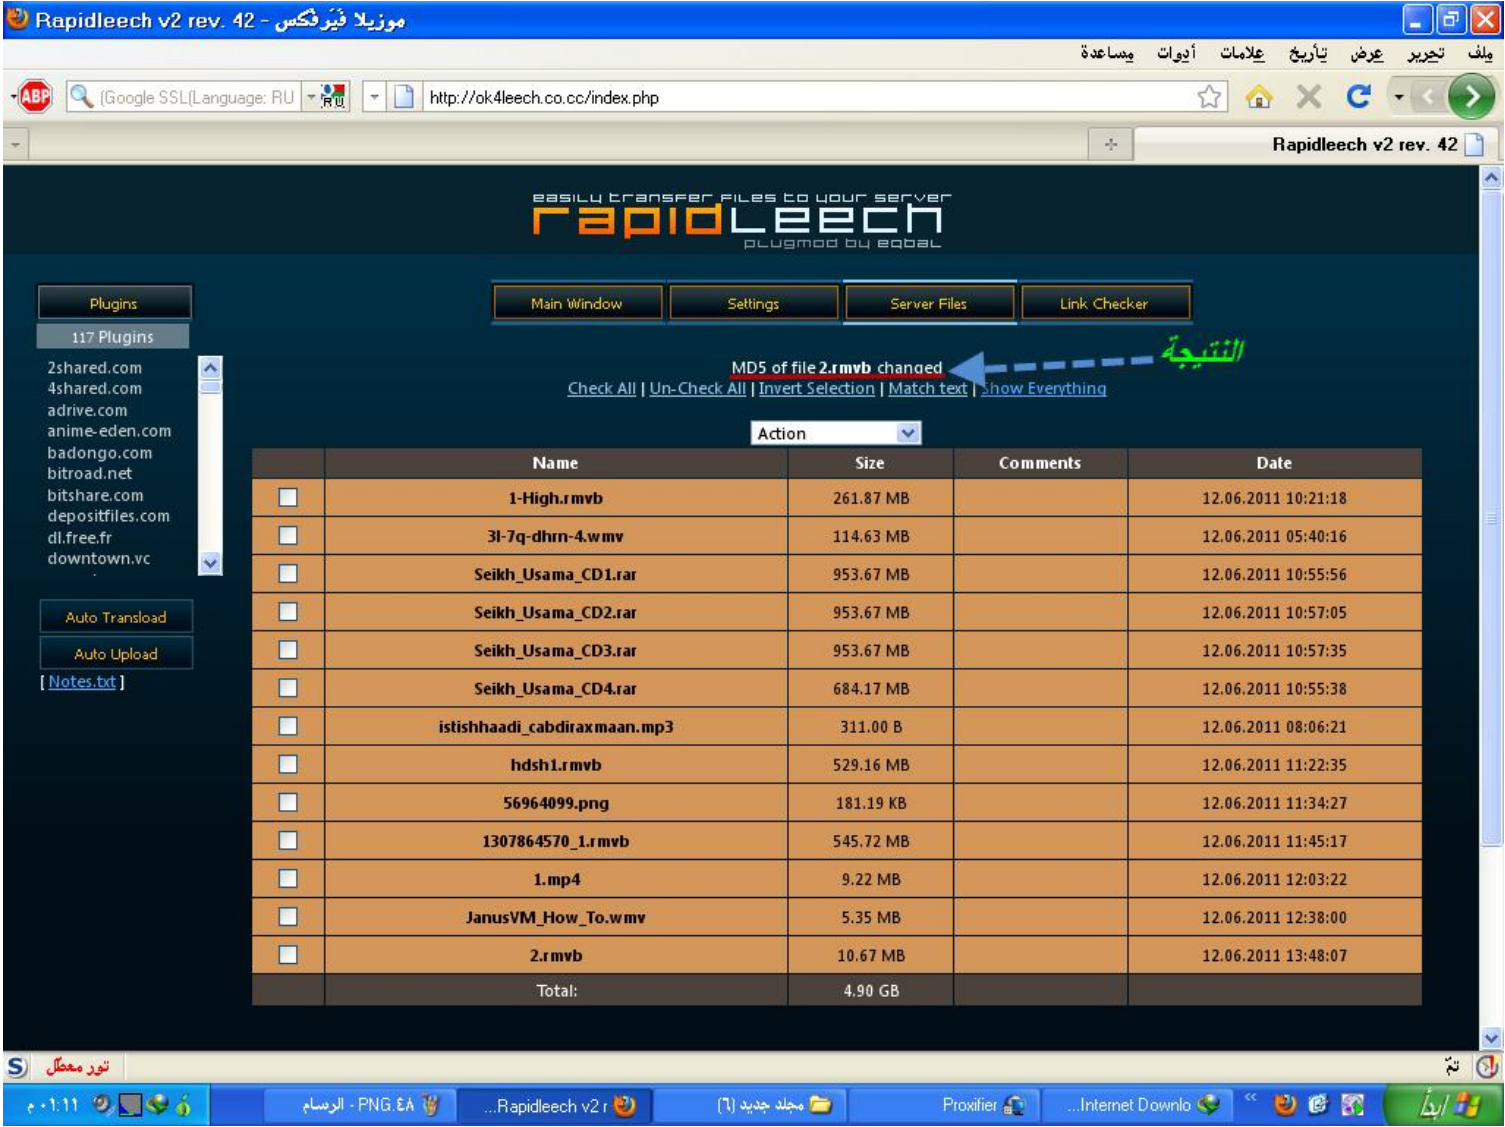 Rapidleech v2 rev. 42 - موزيلا فَيَرفُكس
ملف تحرير عرض تأريخ علامات أدوات مساعدة
ABP
(Google SSL(Language: RU
http://ok4leech.co.cc/index.php
Rapidleech v2 rev. 42
easily transfer files to your server
rapidleech
plugmod by eqbal
Plugins
Main Window
Settings
Server Files
Link Checker
117 Plugins
2shared.com
4shared.com
adrive.com
anime-eden.com
badongo.com
bitroad.net
bitshare.com
depositfiles.com
dl.free.fr
downtown.vc
Auto Transload
Auto Upload
[ Notes.txt ]
النتيجة
MD5 of file 2.rmvb changed
Check All | Un-Check All | Invert Selection | Match text | Show Everything
Action
Name Size Comments Date
1-High.rmvb 261.87 MB 12.06.2011 10:21:18
3l-7q-dhrn-4.wmv 114.63 MB 12.06.2011 05:40:16
Seikh_Usama_CD1.rar 953.67 MB 12.06.2011 10:55:56
Seikh_Usama_CD2.rar 953.67 MB 12.06.2011 10:57:05
Seikh_Usama_CD3.rar 953.67 MB 12.06.2011 10:57:35
Seikh_Usama_CD4.rar 684.17 MB 12.06.2011 10:55:38
istishhaadi_cabdiraxmaan.mp3 311.00 B 12.06.2011 08:06:21
hdsh1.rmvb 529.16 MB 12.06.2011 11:22:35
56964099.png 181.19 KB 12.06.2011 11:34:27
1307864570_1.rmvb 545.72 MB 12.06.2011 11:45:17
1.mp4 9.22 MB 12.06.2011 12:03:22
JanusVM_How_To.wmv 5.35 MB 12.06.2011 12:38:00
2.rmvb 10.67 MB 12.06.2011 13:48:07
Total: 4.90 GB
تمّ
تور معطّل
ابدأ
...Internet Downlo
Proxifier
مجلد جديد (٦)
...Rapidleech v2 r
PNG.٤٨ - الرسام
٠١:١١ م